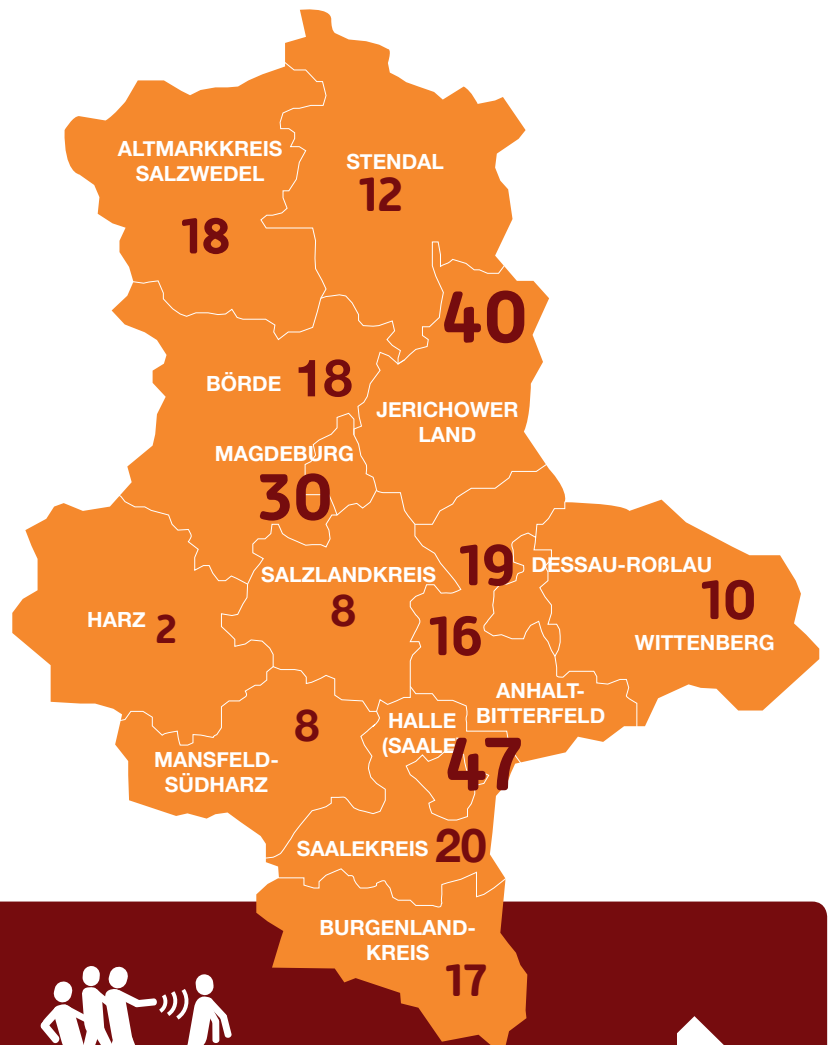 ALTMARKKREIS
SALZWEDEL
18
STENDAL
12
40
JERICHOWER
LAND
BÖRDE 18
MAGDEBURG
30
SALZLANDKREIS
8
19
DESSAU-ROßLAU
10
WITTENBERG
HARZ 2
16
ANHALT-
BITTERFELD
8
MANSFELD-
SÜDHARZ
HALLE
(SAALE
47
SAALEKREIS 20
BURGENLAND-
KREIS
17